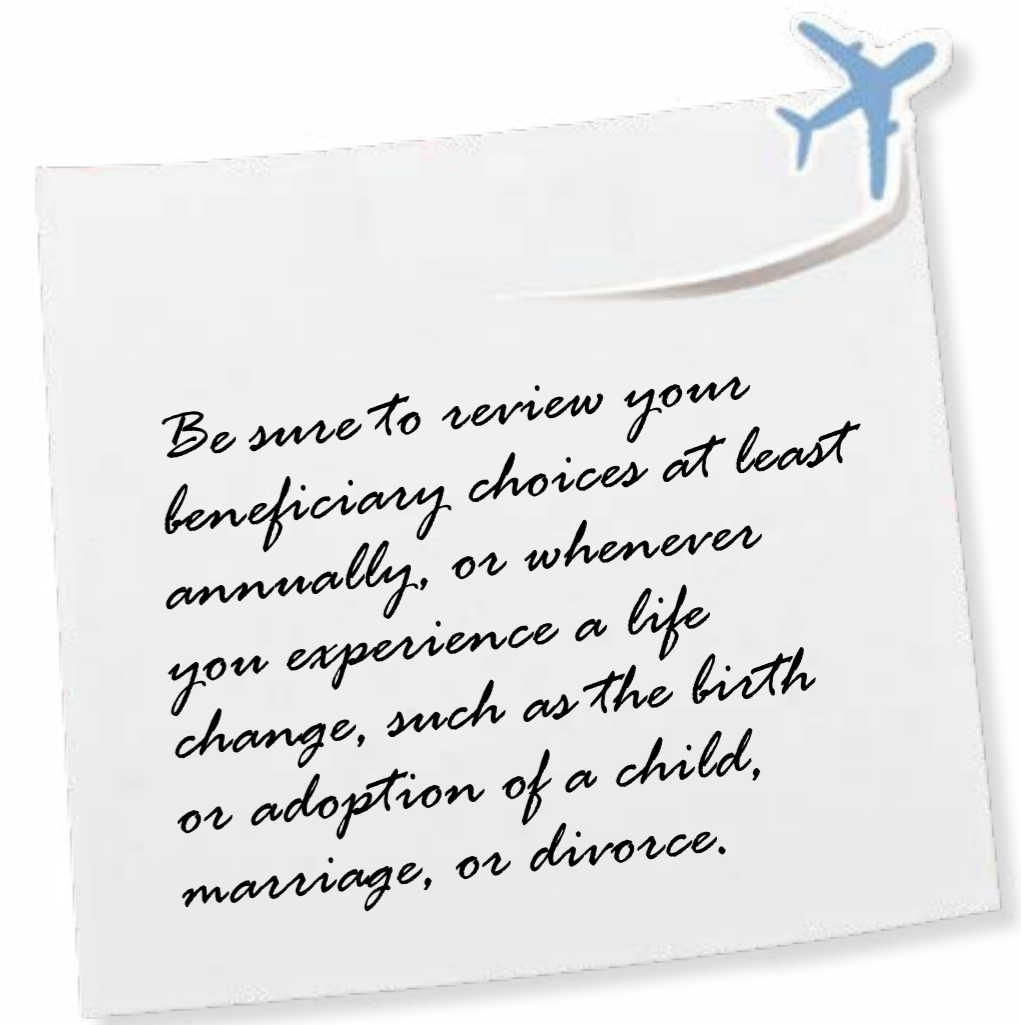 Be sure to review your
beneficiary choices at least
annually, or whenever
you experience a life
change, such as the birth
or adoption of a child,
marriage, or divorce.